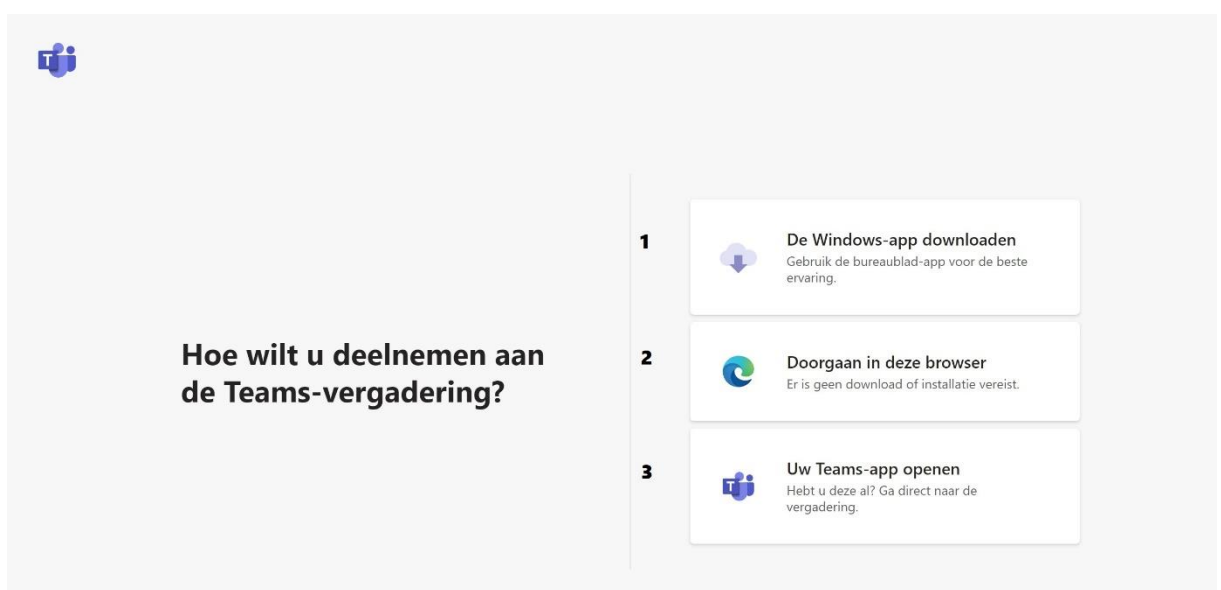 Hoe wilt u deelnemen aan
de Teams-vergadering?
1
De Windows-app downloaden
Gebruik de bureaublad-app voor de beste
ervaring.
2
Doorgaan in deze browser
Er is geen download of installatie vereist.
3
Uw Teams-app openen
Hebt u deze al? Ga direct naar de
vergadering.